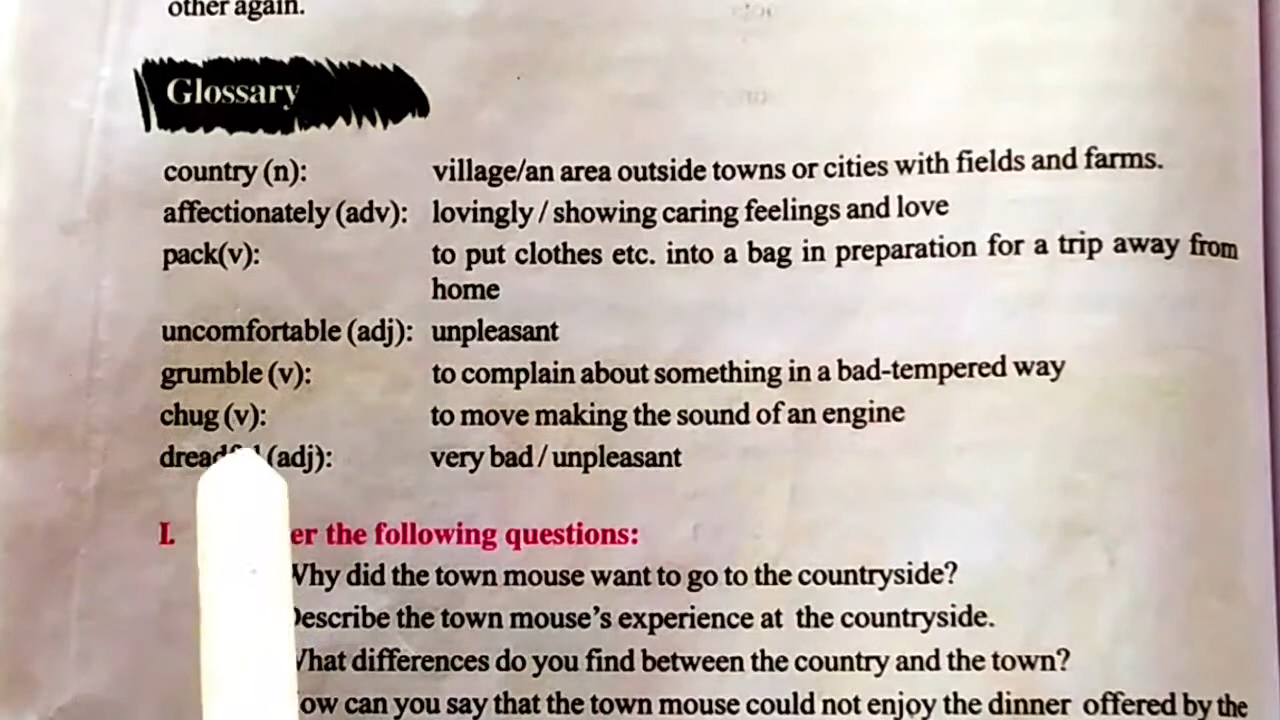 other again.
Glossary
country (n): village/an area outside towns or cities with fields and farms.
affectionately (adv): lovingly / showing caring feelings and love
pack(v): to put clothes etc. into a bag in preparation for a trip away from
home
uncomfortable (adj): unpleasant
grumble (v): to complain about something in a bad-tempered way
chug (v): to move making the sound of an engine
dreadful (adj): very bad / unpleasant
I. the following questions:
Why did the town mouse want to go to the countryside?
Describe the town mouse's experience at the countryside.
What differences do you find between the country and the town?
How can you say that the town mouse could not enjoy the dinner offered by the